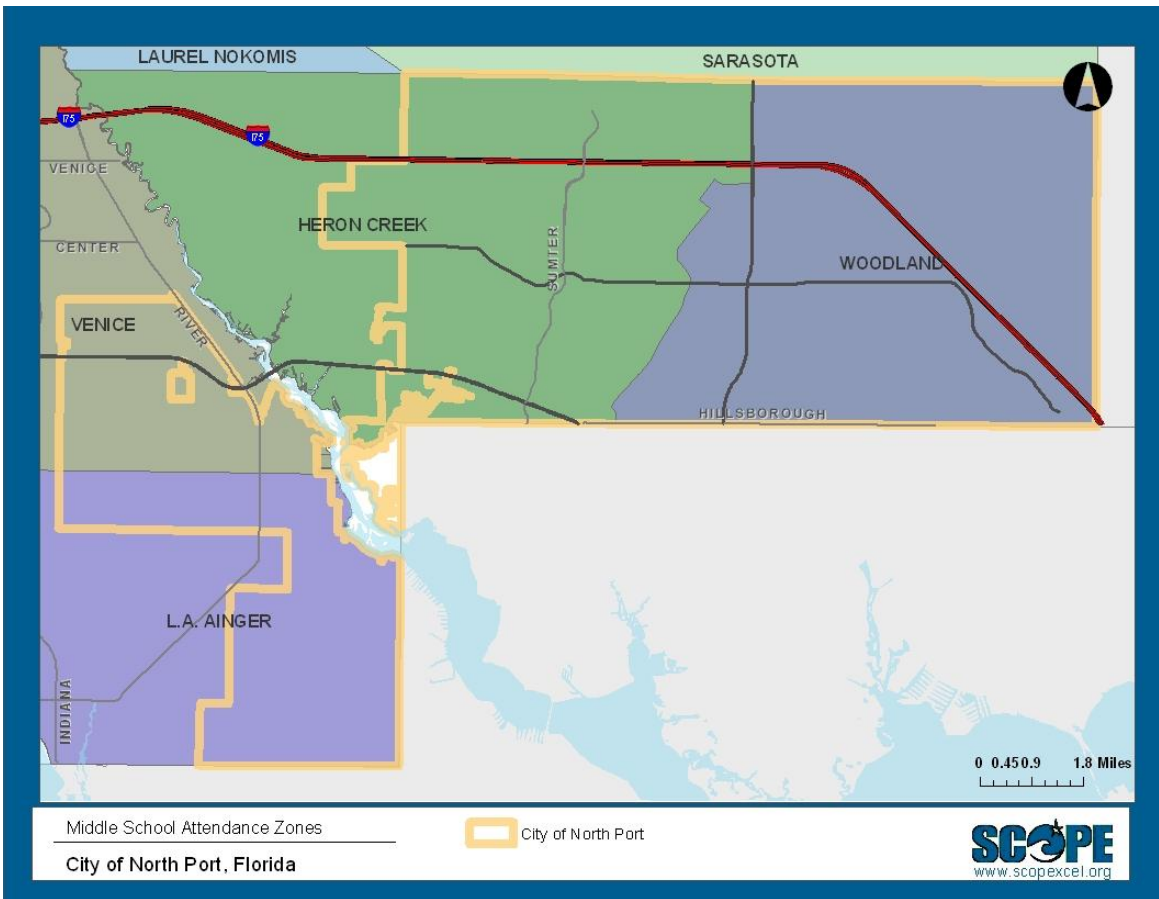 LAUREL NOKOMIS
SARASOTA
175
175
VENICE
HERON CREEK
CENTER
SUMTER
WOODLAND
VENICE
RIVER
HILLSBOROUGH
L.A. AINGER
INDIANA
0 0.450.9 1.8 Miles
Middle School Attendance Zones
City of North Port
City of North Port, Florida
SCOPE
www.scopexcel.org